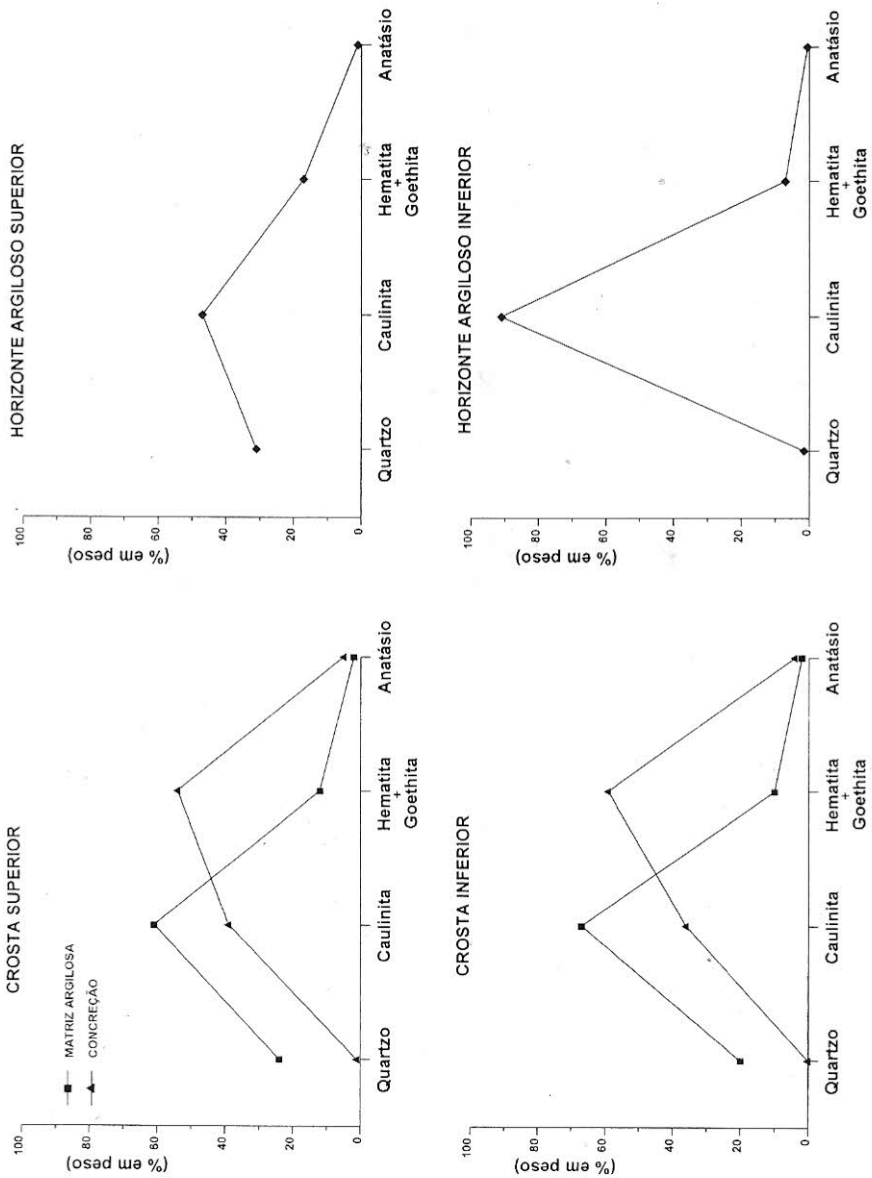 CROSTA SUPERIOR
MATRIZ ARGILOSA
CONCREÇÃO
(% em peso)
100
80
60
40
20
0
Quartzo
Caulinita
Hematita
+
Goethita
Anatásio
HORIZONTE ARGILOSO SUPERIOR
(% em peso)
100
80
60
40
20
0
Quartzo
Caulinita
Hematita
+
Goethita
Anatásio
CROSTA INFERIOR
(% em peso)
100
80
60
40
20
0
Quartzo
Caulinita
Hematita
+
Goethita
Anatásio
HORIZONTE ARGILOSO INFERIOR
(% em peso)
100
80
60
40
20
0
Quartzo
Caulinita
Hematita
+
Goethita
Anatásio